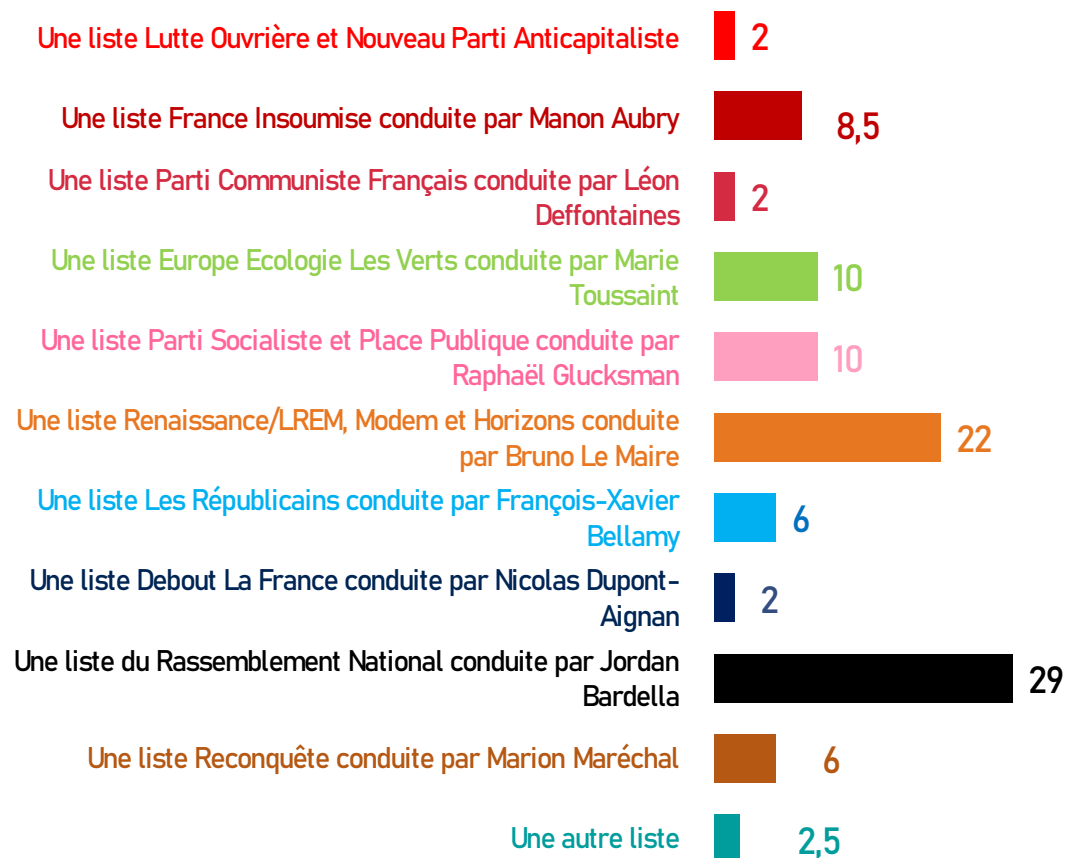 Une liste Lutte Ouvrière et Nouveau Parti Anticapitaliste 2
Une liste France Insoumise conduite par Manon Aubry 8,5
Une liste Parti Communiste Français conduite par Léon
Deffontaines 2
Une liste Europe Ecologie Les Verts conduite par Marie
Toussaint 10
Une liste Parti Socialiste et Place Publique conduite par
Raphaël Glucksman 10
Une liste Renaissance/LREM, Modem et Horizons conduite
par Bruno Le Maire 22
Une liste Les Républicains conduite par François-Xavier
Bellamy 6
Une liste Debout La France conduite par Nicolas Dupont-
Aignan 2
Une liste du Rassemblement National conduite par Jordan
Bardella 29
Une liste Reconquête conduite par Marion Maréchal 6
Une autre liste 2,5